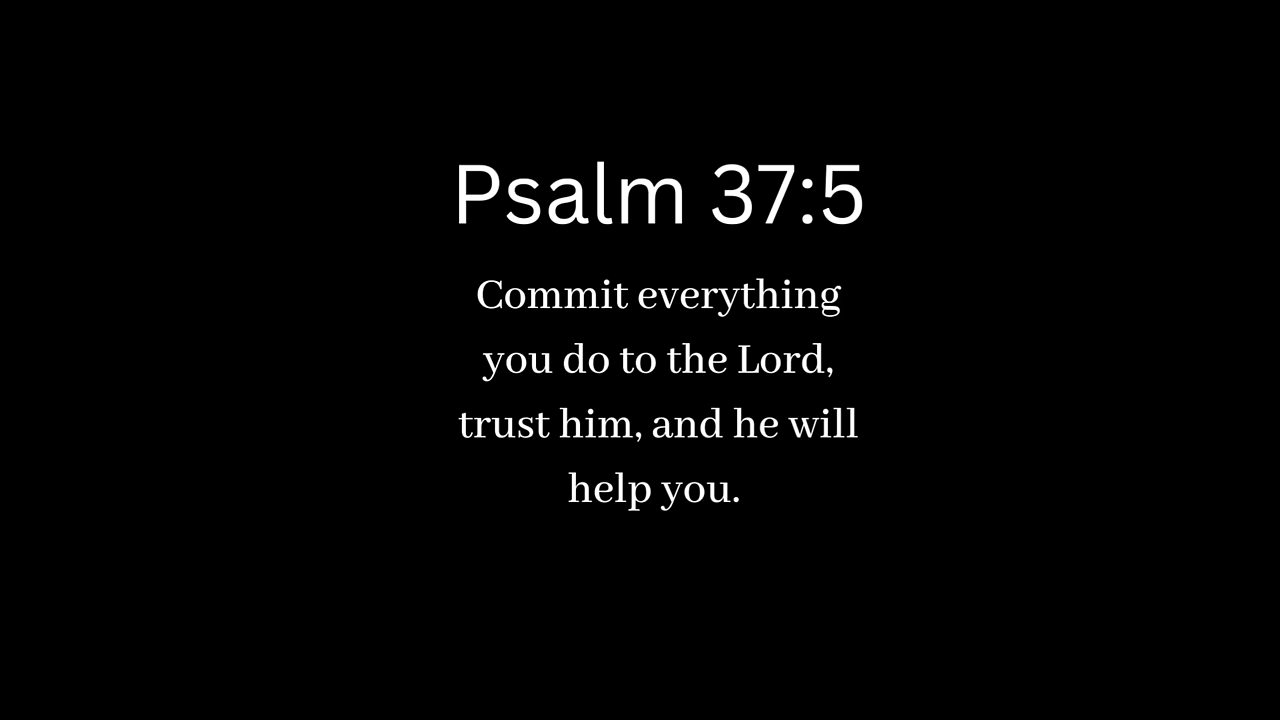 Psalm 37:5
Commit everything
you do to the Lord,
trust him, and he will
help you.